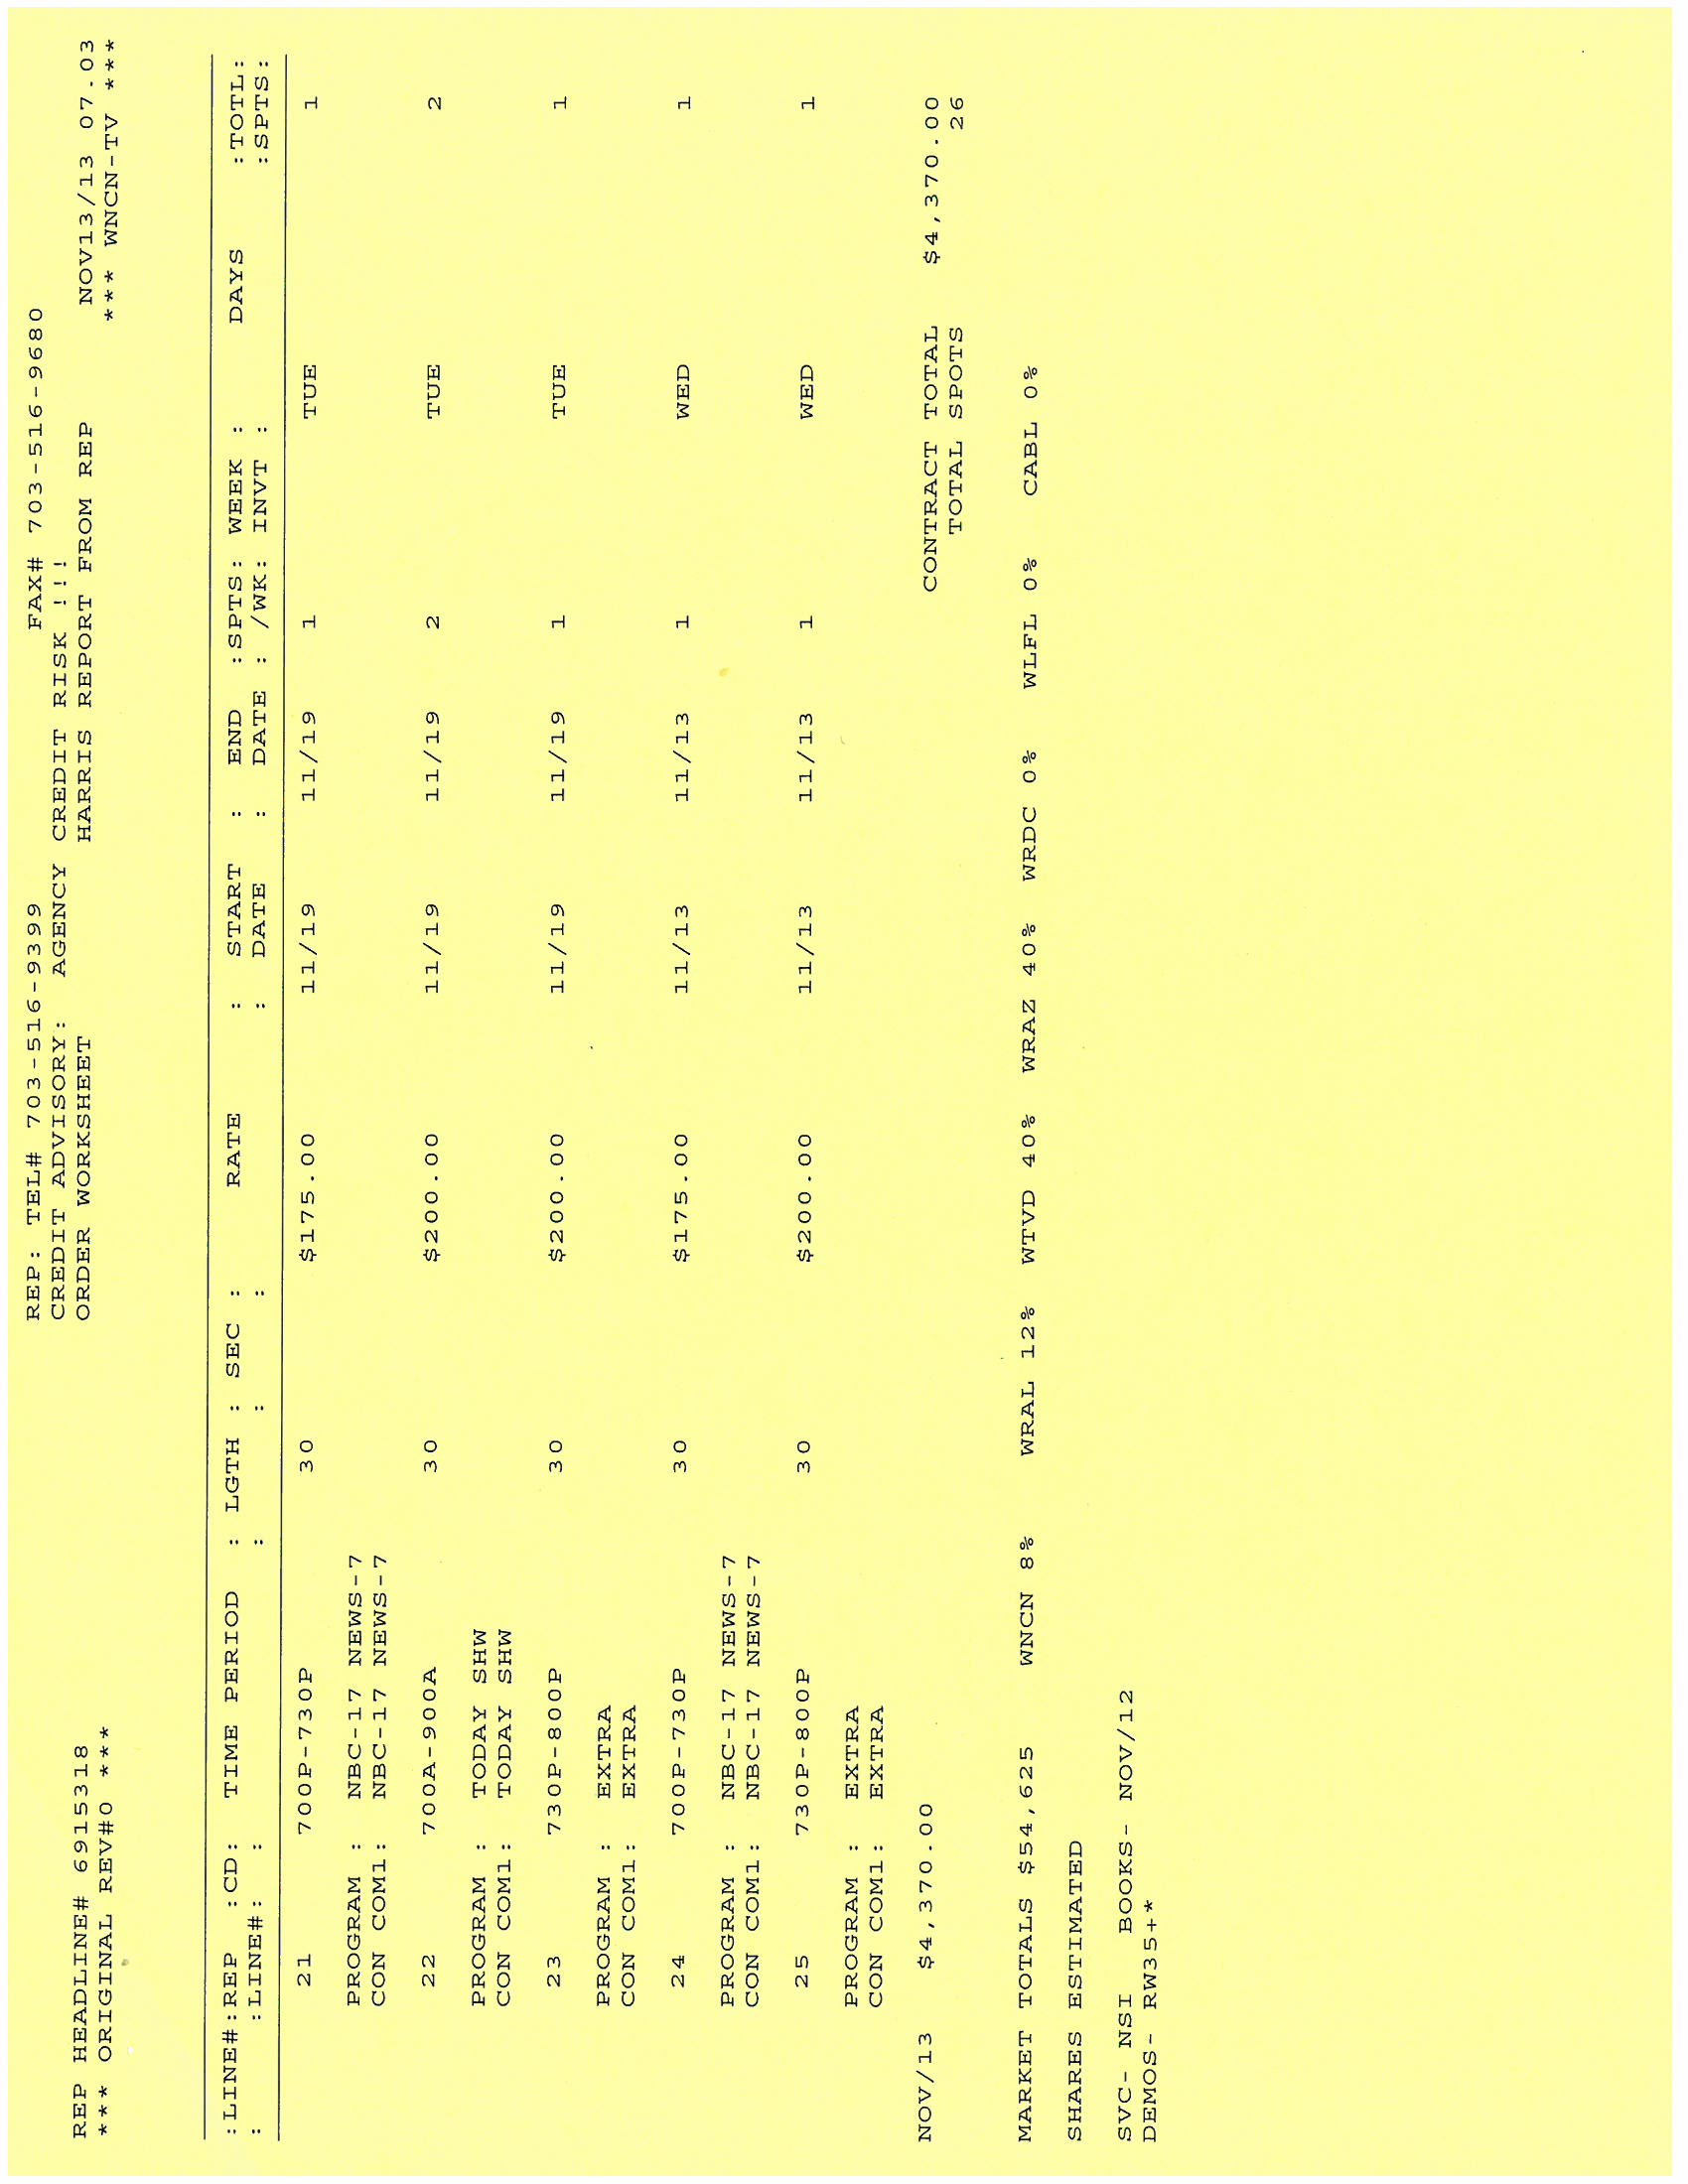 REP: TEL# 703-516-9399 FAX# 703-516-9680
CREDIT ADVISORY: AGENCY CREDIT RISK !!!
REP HEADLINE# 6915318 ORDER WORKSHEET HARRIS REPORT FROM REP NOV13/13 07.03
*** ORIGINAL REV#0 *** *** WNCN-TV ***
:LINE#:REP :CD: TIME PERIOD : LGTH : SEC : RATE : START : END :SPTS: WEEK : DAYS :TOTL:
: :LINE#: : : : : : DATE : DATE : /WK: INVT : :SPTS:
21 700P-730P 30 $175.00 11/19 11/19 1 TUE 1
PROGRAM : NBC-17 NEWS-7
CON COM1: NBC-17 NEWS-7
22 700A-900A 30 $200.00 11/19 11/19 2 TUE 2
PROGRAM : TODAY SHW
CON COM1: TODAY SHW
23 730P-800P 30 $200.00 11/19 11/19 1 TUE 1
PROGRAM : EXTRA
CON COM1: EXTRA
24 700P-730P 30 $175.00 11/13 11/13 1 WED 1
PROGRAM : NBC-17 NEWS-7
CON COM1: NBC-17 NEWS-7
25 730P-800P 30 $200.00 11/13 11/13 1 WED 1
PROGRAM : EXTRA
CON COM1: EXTRA
NOV/13 $4,370.00 CONTRACT TOTAL $4,370.00
TOTAL SPOTS 26
MARKET TOTALS $54,625 WNCN 8% WRAL 12% WTVD 40% WRAZ 40% WRDC 0% WLFL 0% CABL 0%
SHARES ESTIMATED
SVC- NSI BOOKS- NOV/12
DEMOS- RW35+*